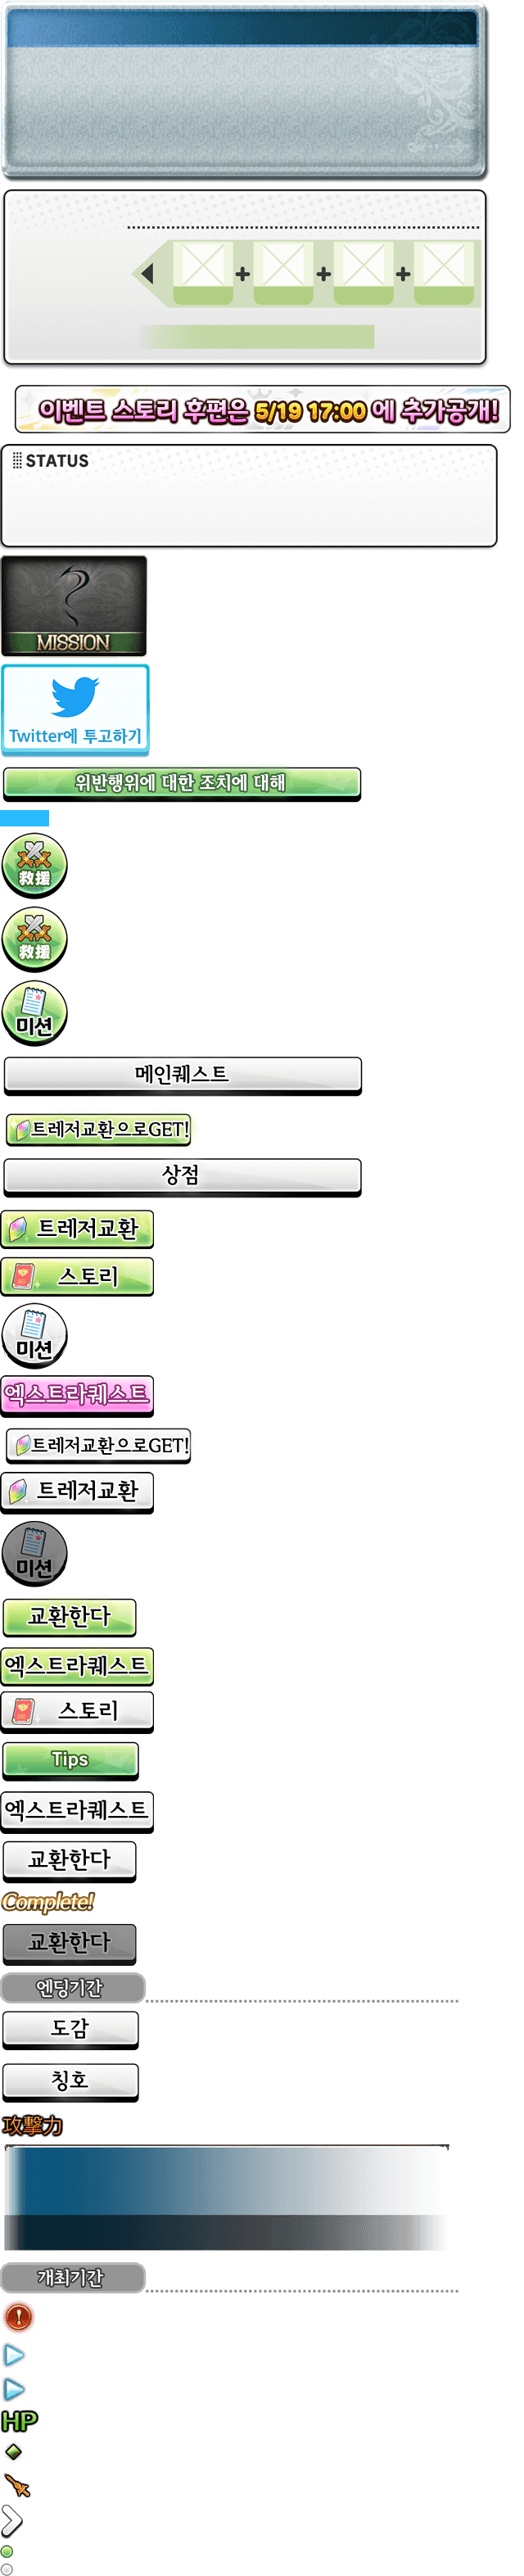 이벤트 스토리 후편은 5/19 17:00 에 추가공개!
STATUS
MISSION
Twitter에 투고하기
위반행위에 대한 조치에 대해
救援
救援
미션
메인퀘스트
트레저교환으로GET!
상점
트레저교환
스토리
미션
엑스트라퀘스트
트레저교환으로GET!
트레저교환
미션
교환한다
엑스트라퀘스트
스토리
Tips
엑스트라퀘스트
교환한다
Complete!
교환한다
엔딩기간
도감
칭호
攻撃力
개최기간
HP